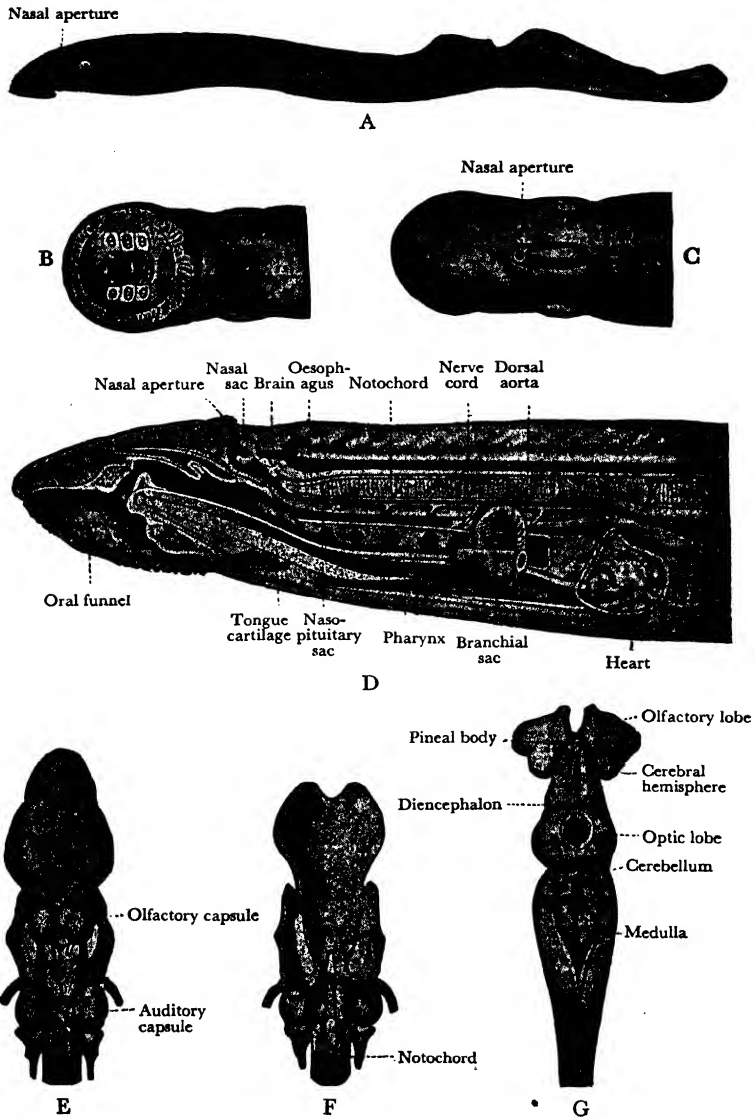 Nasal aperture
A
Nasal aperture
B
C
Nasal aperture
Nasal
sac
Brain
Oesoph-
agus
Notochord
Nerve
cord
Dorsal
aorta
Oral funnel
Tongue
cartilage
Naso-
pituitary
sac
Pharynx
Branchial
sac
Heart
D
Pineal body
Olfactory lobe
Cerebral
hemisphere
Diencephalon
Optic lobe
Cerebellum
Olfactory capsule
Medulla
Auditory
capsule
Notochord
E
F
G